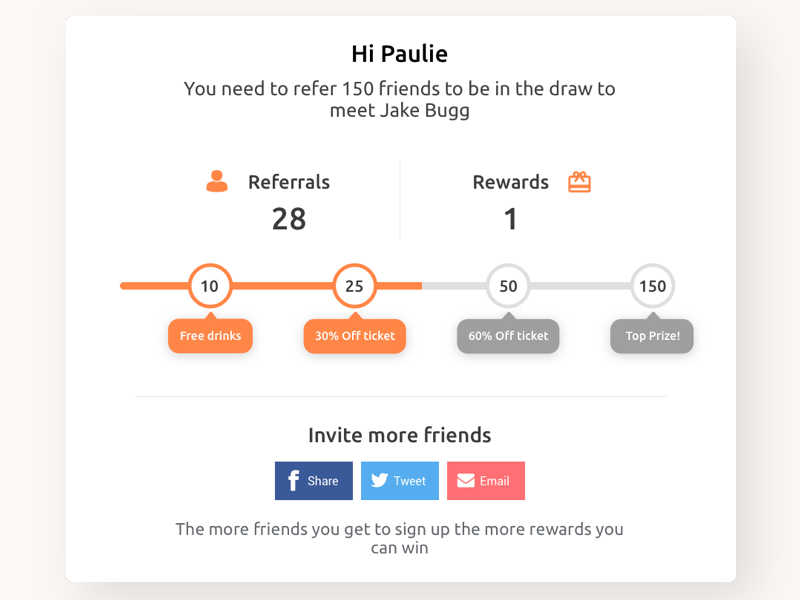 Hi Paulie
You need to refer 150 friends to be in the draw to
meet Jake Bugg
Referrals
28
Rewards
1
10
25
50
150
Free drinks
30% Off ticket
60% Off ticket
Top Prize!
Invite more friends
Share
Tweet
Email
The more friends you get to sign up the more rewards you
can win